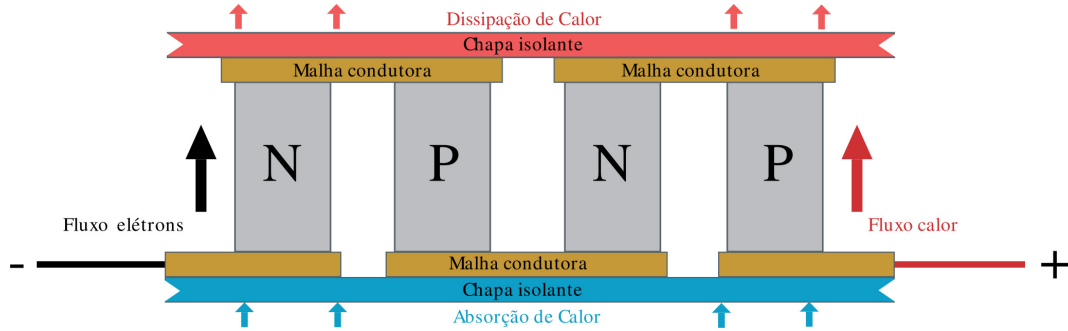 Dissipação de Calor
Chapa isolante
Malha condutora Malha condutora
N P N P
Fluxo elétrons Fluxo calor
- Malha condutora +
Chapa isolante
Absorção de Calor